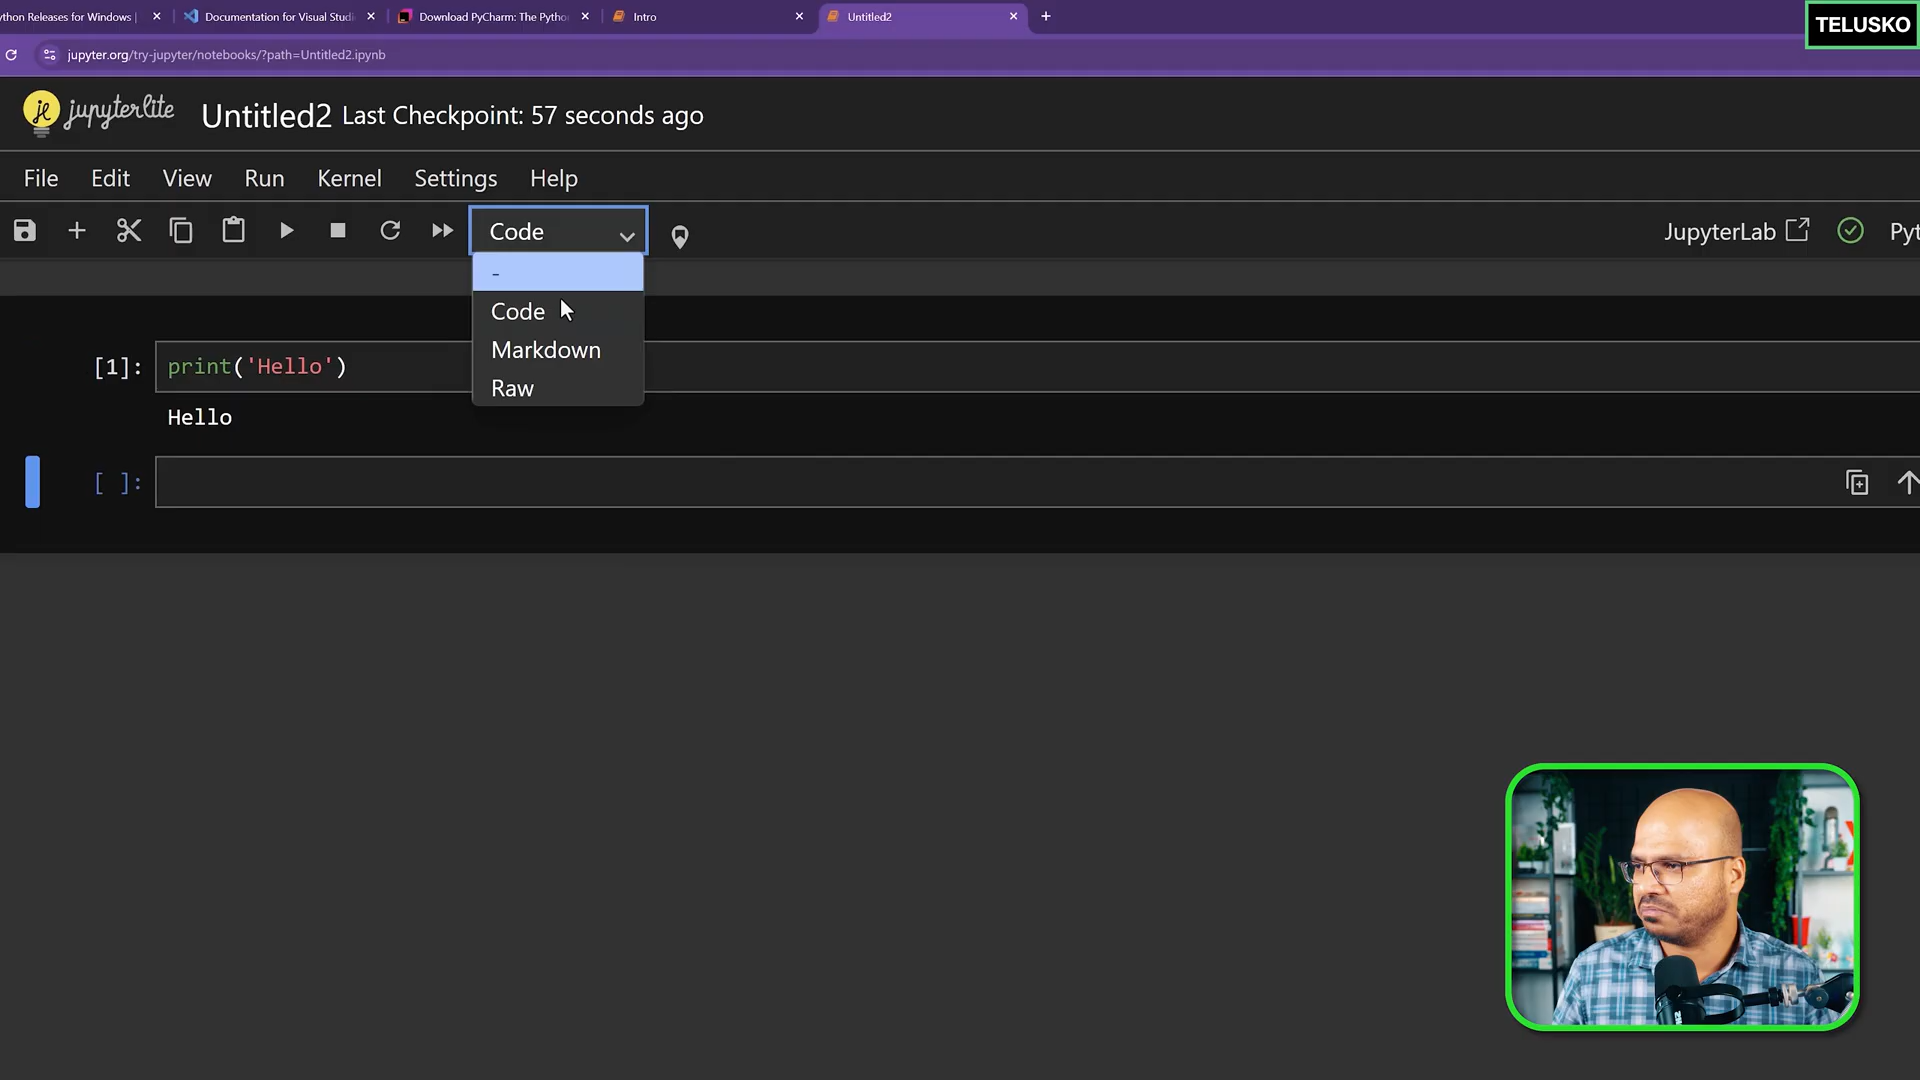 ython Releases for Windows |
Documentation for Visual Studi
Download PyCharm: The Pytho
Intro
Untitled2
TELUSKO
jupyter.org/try-jupyter/notebooks/?path=Untitled2.ipynb
jupyterlite
Untitled2 Last Checkpoint: 57 seconds ago
File Edit View Run Kernel Settings Help
Code
JupyterLab
Pyt
-
Code
Markdown
Raw
[1]: print('Hello')
Hello
[ ]: